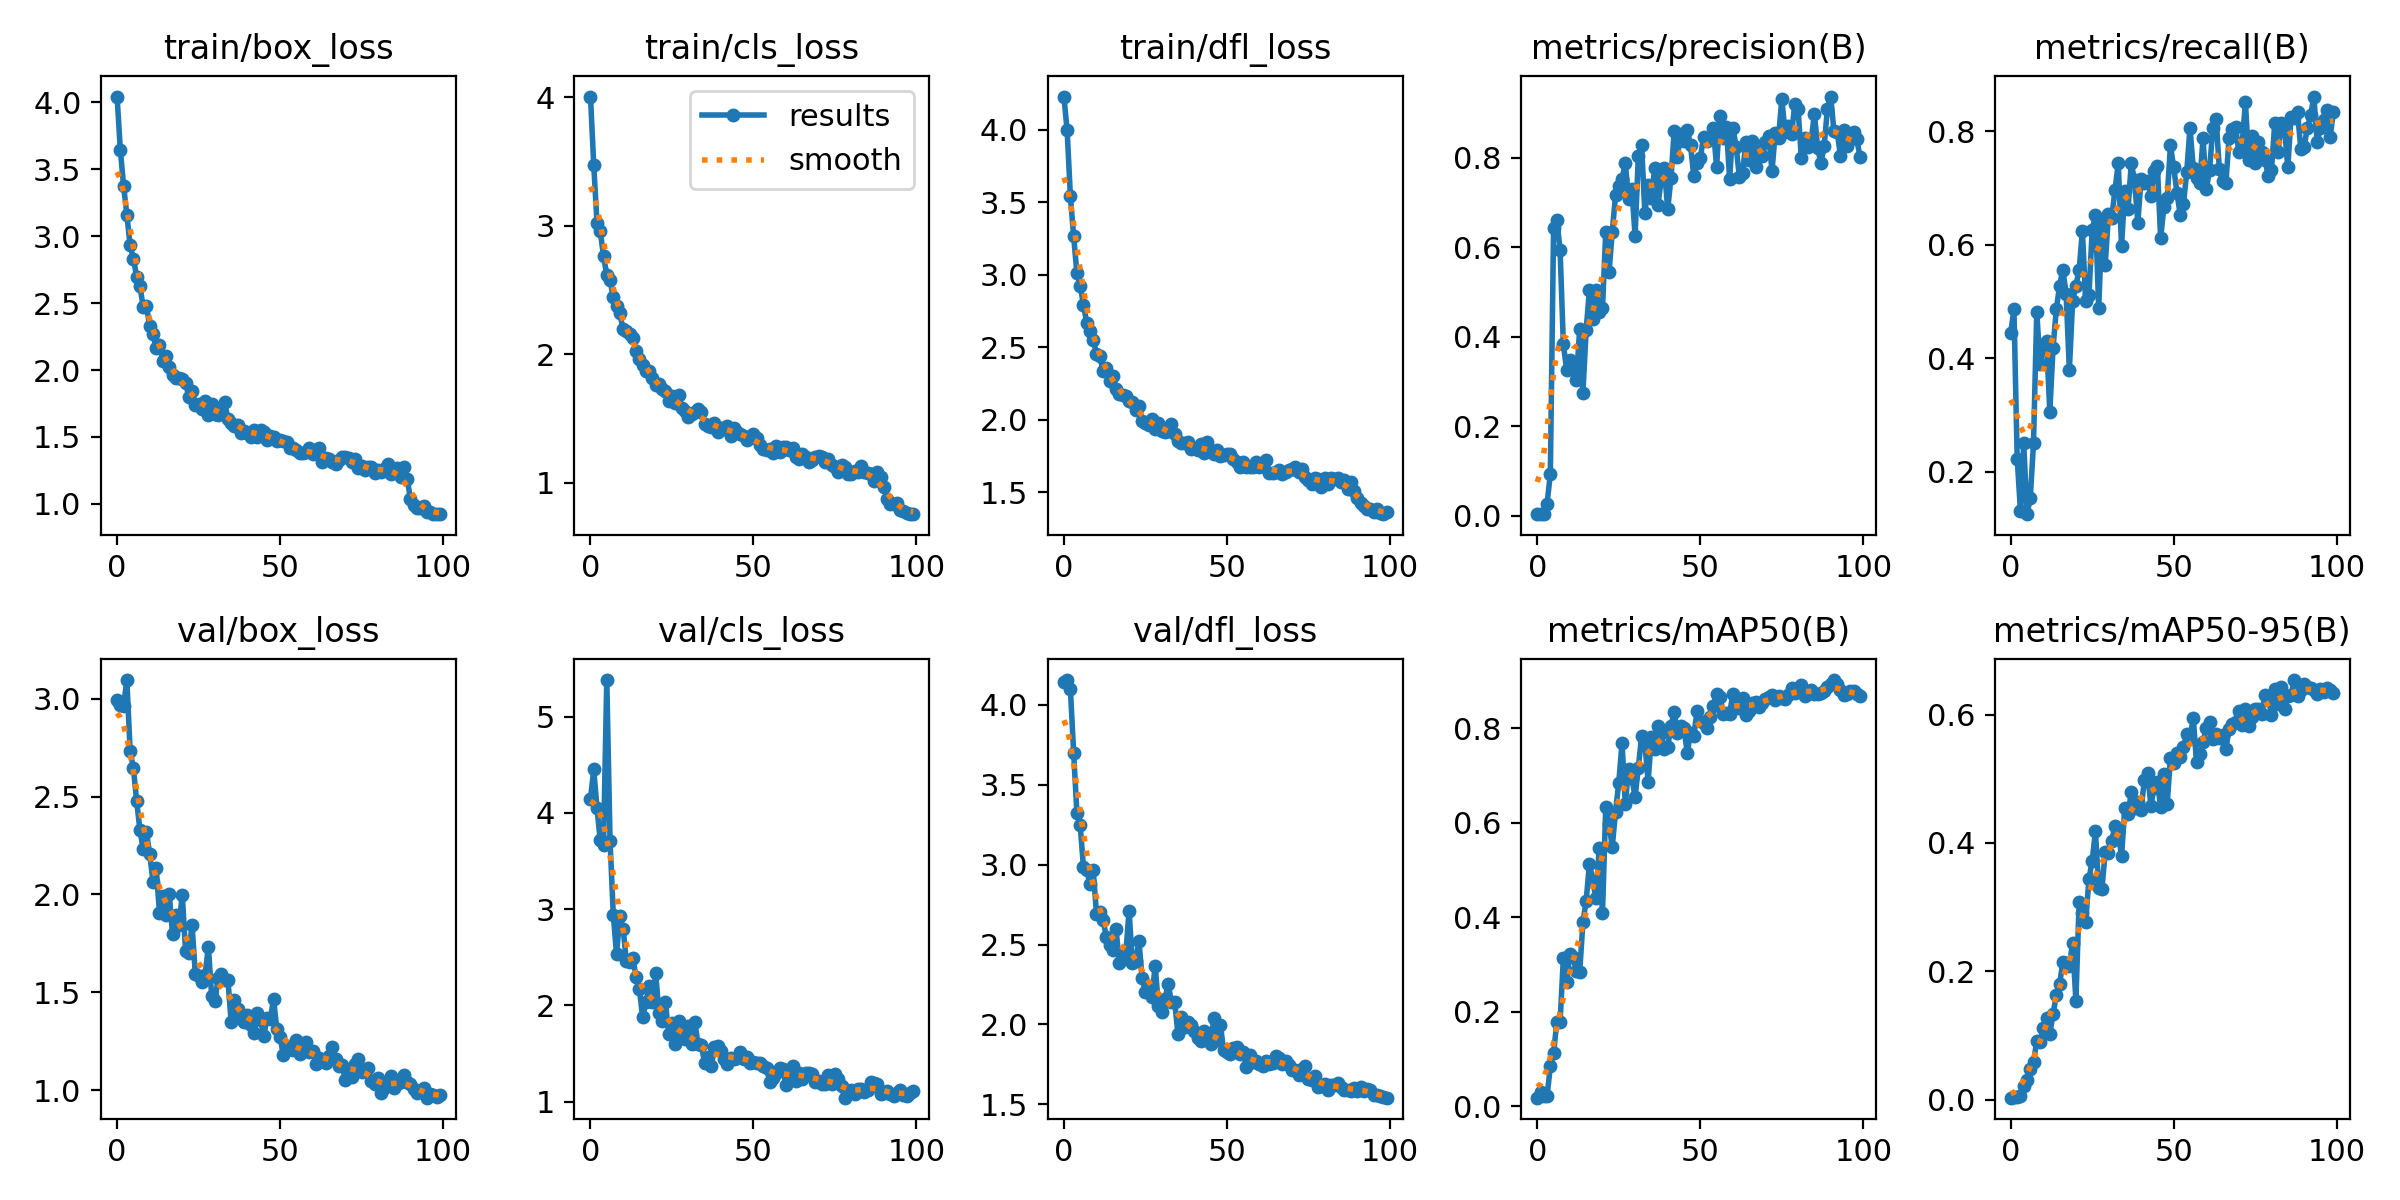 train/box_loss
4.0
3.5
3.0
2.5
2.0
1.5
1.0
0 50 100
train/cls_loss
results
smooth
4
3
2
1
0 50 100
train/dfl_loss
4.0
3.5
3.0
2.5
2.0
1.5
0 50 100
metrics/precision(B)
0.8
0.6
0.4
0.2
0.0
0 50 100
metrics/recall(B)
0.8
0.6
0.4
0.2
0 50 100
val/box_loss
3.0
2.5
2.0
1.5
1.0
0 50 100
val/cls_loss
5
4
3
2
1
0 50 100
val/dfl_loss
4.0
3.5
3.0
2.5
2.0
1.5
0 50 100
metrics/mAP50(B)
0.8
0.6
0.4
0.2
0.0
0 50 100
metrics/mAP50-95(B)
0.6
0.4
0.2
0.0
0 50 100